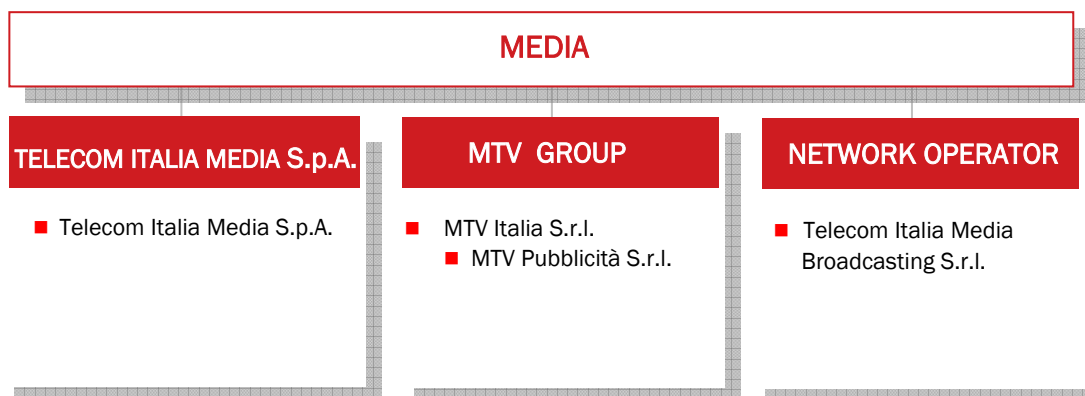 MEDIA
TELECOM ITALIA MEDIA S.p.A.
MTV GROUP
NETWORK OPERATOR
Telecom Italia Media S.p.A.
MTV Italia S.r.l.
MTV Pubblicità S.r.l.
Telecom Italia Media
Broadcasting S.r.l.